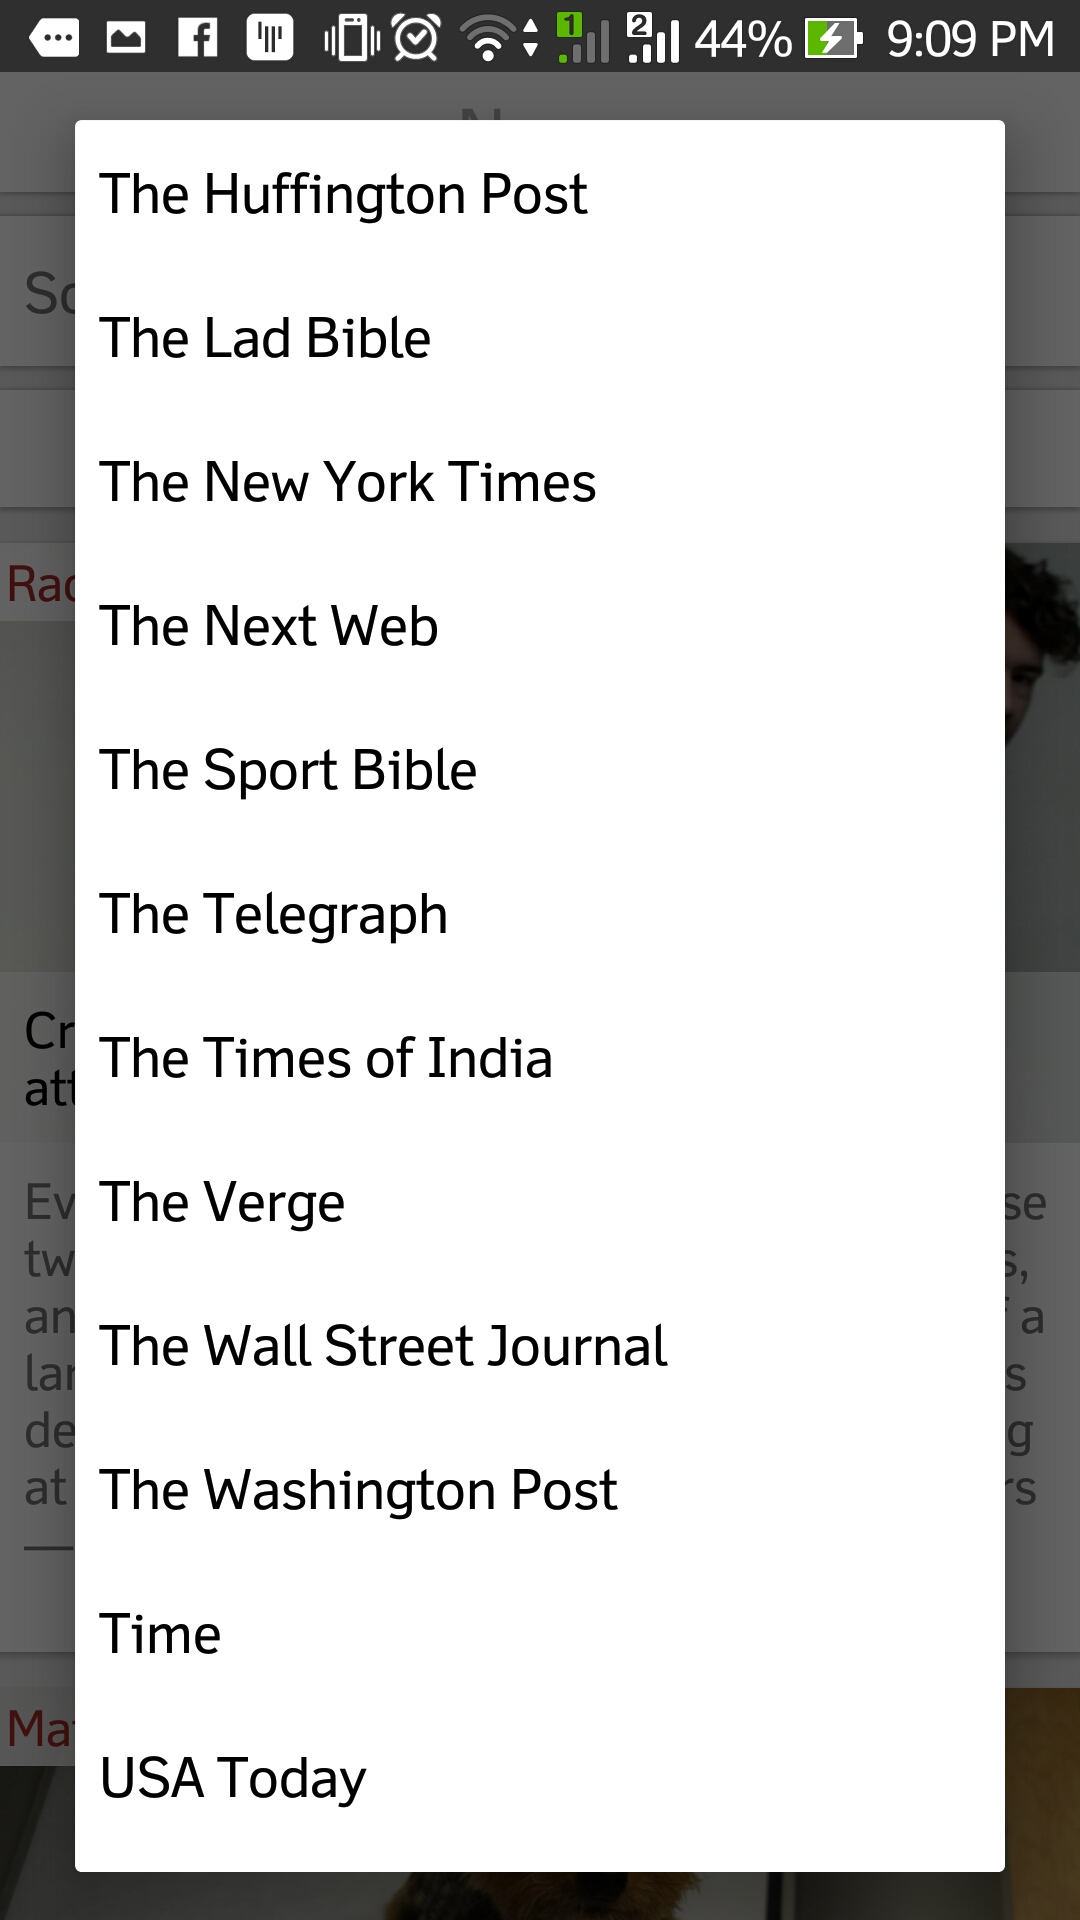 44% 9:09 PM
The Huffington Post
The Lad Bible
The New York Times
The Next Web
The Sport Bible
The Telegraph
The Times of India
The Verge
The Wall Street Journal
The Washington Post
Time
USA Today